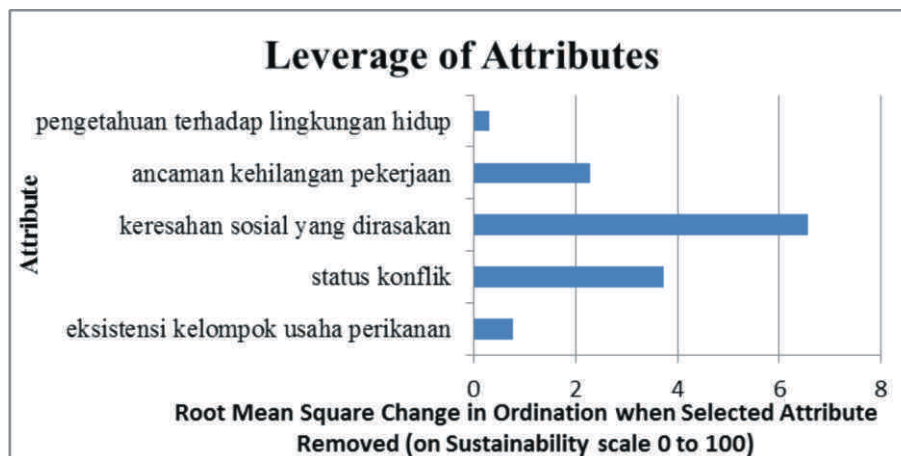 Leverage of Attributes
Attribute
pengetahuan terhadap lingkungan hidup
ancaman kehilangan pekerjaan
keresahan sosial yang dirasakan
status konflik
eksistensi kelompok usaha perikanan
0 2 4 6 8
Root Mean Square Change in Ordination when Selected Attribute
Removed (on Sustainability scale 0 to 100)